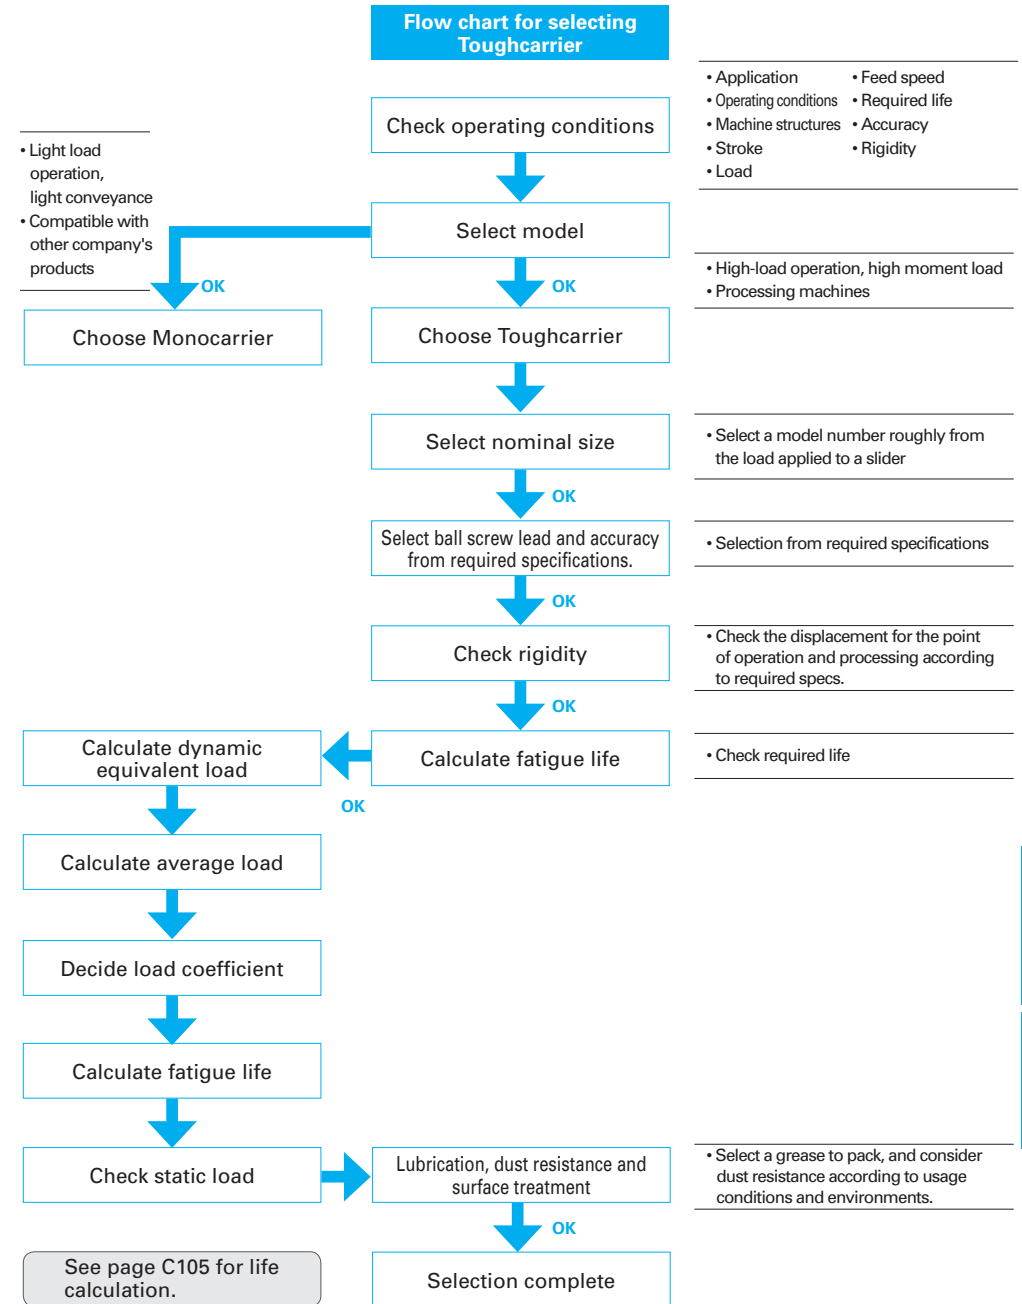 Flow chart for selecting
Toughcarrier
Check operating conditions
• Application
• Operating conditions
• Machine structures
• Stroke
• Load
• Feed speed
• Required life
• Accuracy
• Rigidity
• Light load
operation,
light conveyance
• Compatible with
other company's
products
Select model
OK
OK
• High-load operation, high moment load
• Processing machines
Choose Monocarrier
Choose Toughcarrier
Select nominal size
• Select a model number roughly from
the load applied to a slider
OK
Select ball screw lead and accuracy
from required specifications.
• Selection from required specifications
OK
Check rigidity
• Check the displacement for the point
of operation and processing according
to required specs.
OK
Calculate fatigue life
• Check required life
OK
Calculate dynamic
equivalent load
Calculate average load
Decide load coefficient
Calculate fatigue life
Check static load
Lubrication, dust resistance and
surface treatment
• Select a grease to pack, and consider
dust resistance according to usage
conditions and environments.
OK
Selection complete
See page C105 for life
calculation.